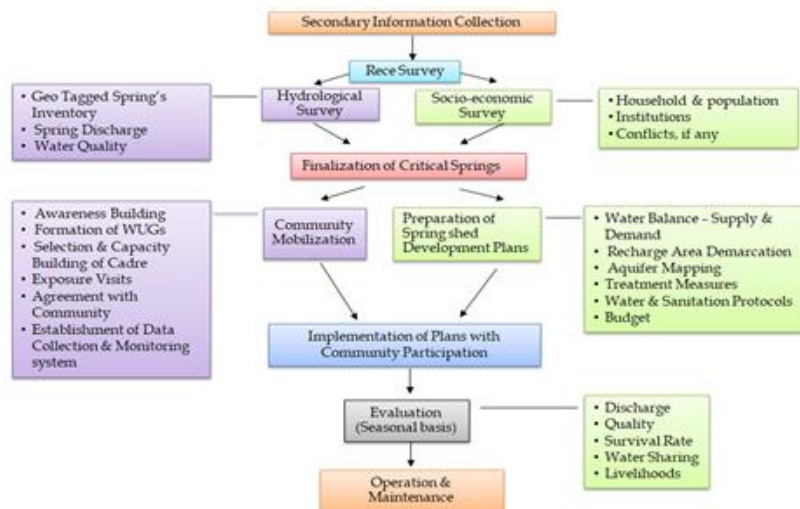 Secondary Information Collection
Rece Survey
• Geo Tagged Spring's
Inventory
• Spring Discharge
• Water Quality
Hydrological
Survey
Socio-economic
Survey
• Household & population
• Institutions
• Conflicts, if any
Finalization of Critical Springs
• Awareness Building
• Formation of WUGs
• Selection & Capacity
Building of Cadre
• Exposure Visits
• Agreement with
Community
• Establishment of Data
Collection & Monitoring
system
Community
Mobilization
Preparation of
Spring shed
Development Plans
• Water Balance – Supply &
Demand
• Recharge Area Demarcation
• Aquifer Mapping
• Treatment Measures
• Water & Sanitation Protocols
• Budget
Implementation of Plans with
Community Participation
Evaluation
(Seasonal basis)
• Discharge
• Quality
• Survival Rate
• Water Sharing
• Livelihoods
Operation &
Maintenance